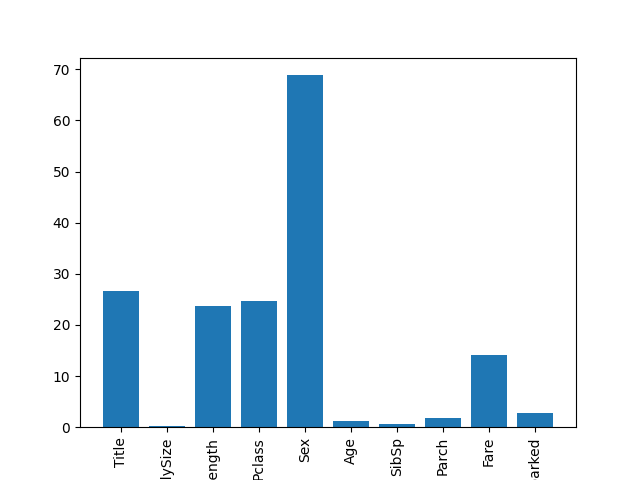 70
60
50
40
30
20
10
0
Title
lySize
ength
Pclass
Sex
Age
SibSp
Parch
Fare
arked